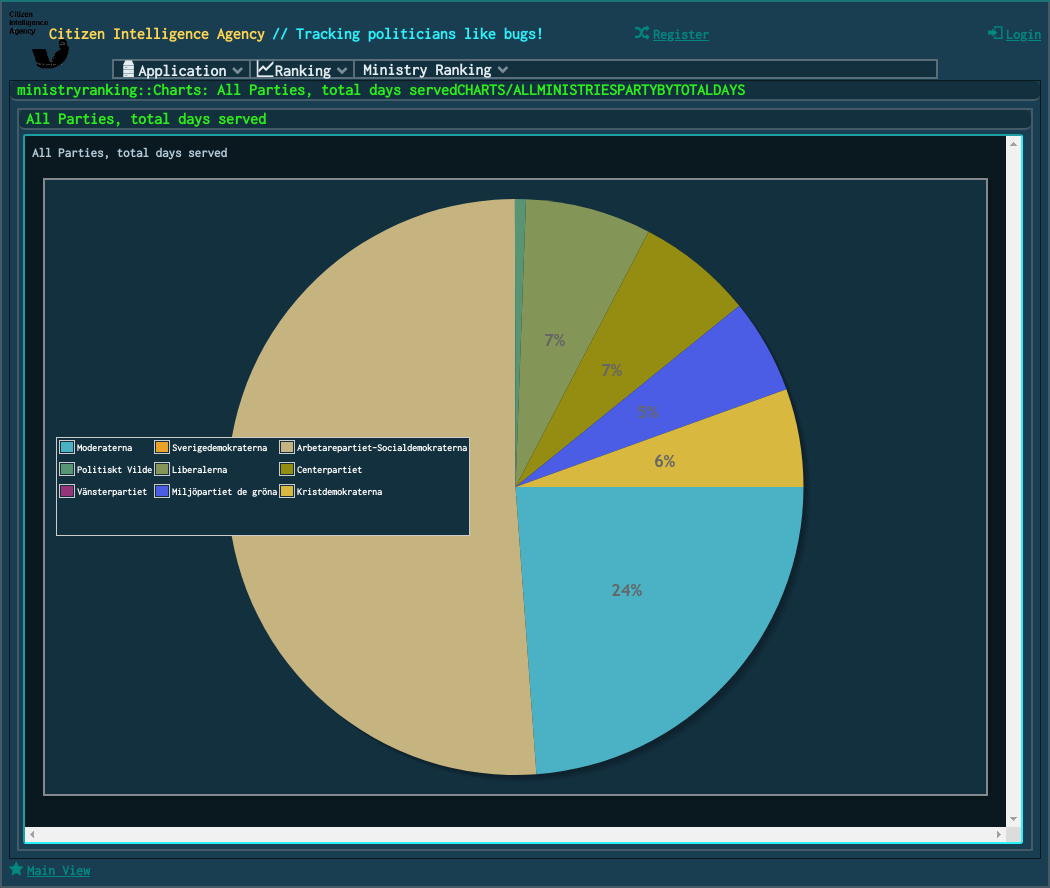 Citizen
Intelligence
Agency
Citizen Intelligence Agency // Tracking politicians like bugs!
Register
Login
Application
Ranking
Ministry Ranking
ministryranking::Charts: All Parties, total days servedCHARTS/ALLMINISTRIESPARTYBYTOTALDAYS
All Parties, total days served
All Parties, total days served
7%
7%
5%
6%
24%
Moderaterna
Sverigedemokraterna
Arbetarepartiet-Socialdemokraterna
Politiskt Vilde
Liberalerna
Centerpartiet
Vänsterpartiet
Miljöpartiet de gröna
Kristdemokraterna
Main View